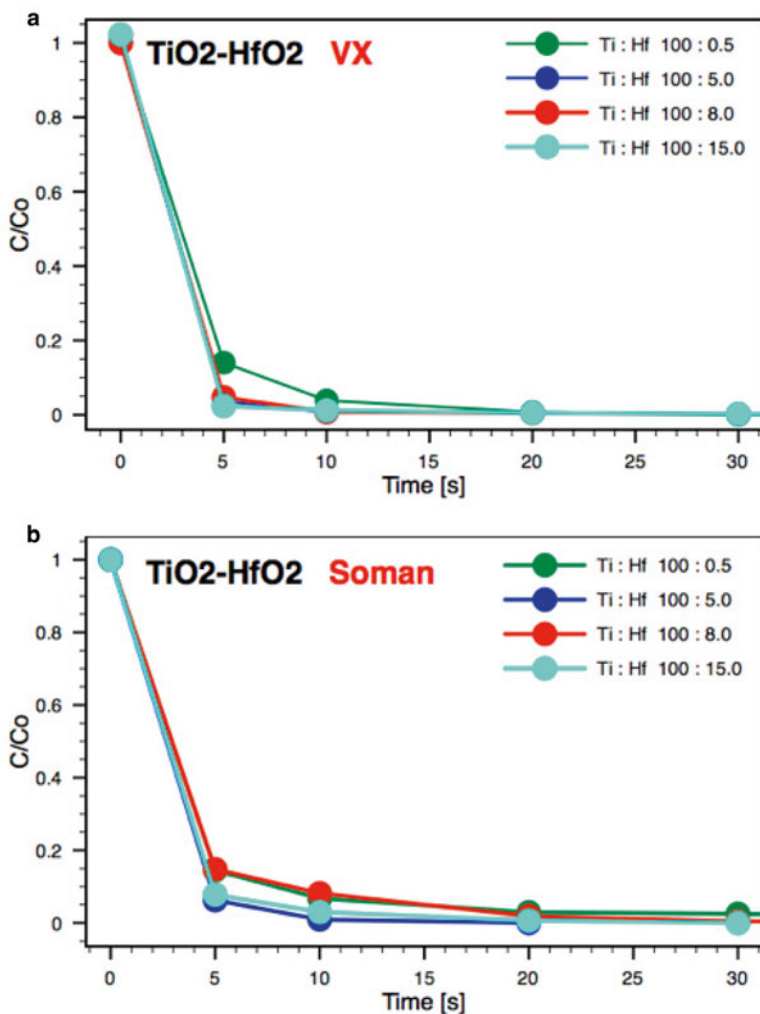 a
TiO2-HfO2 VX
Ti : Hf 100 : 0.5
Ti : Hf 100 : 5.0
Ti : Hf 100 : 8.0
Ti : Hf 100 : 15.0
1
0.8
0.6
0.4
0.2
0
C/Co
0 5 10 15 20 25 30
Time [s]
b
TiO2-HfO2 Soman
Ti : Hf 100 : 0.5
Ti : Hf 100 : 5.0
Ti : Hf 100 : 8.0
Ti : Hf 100 : 15.0
1
0.8
0.6
0.4
0.2
0
C/Co
0 5 10 15 20 25 30
Time [s]